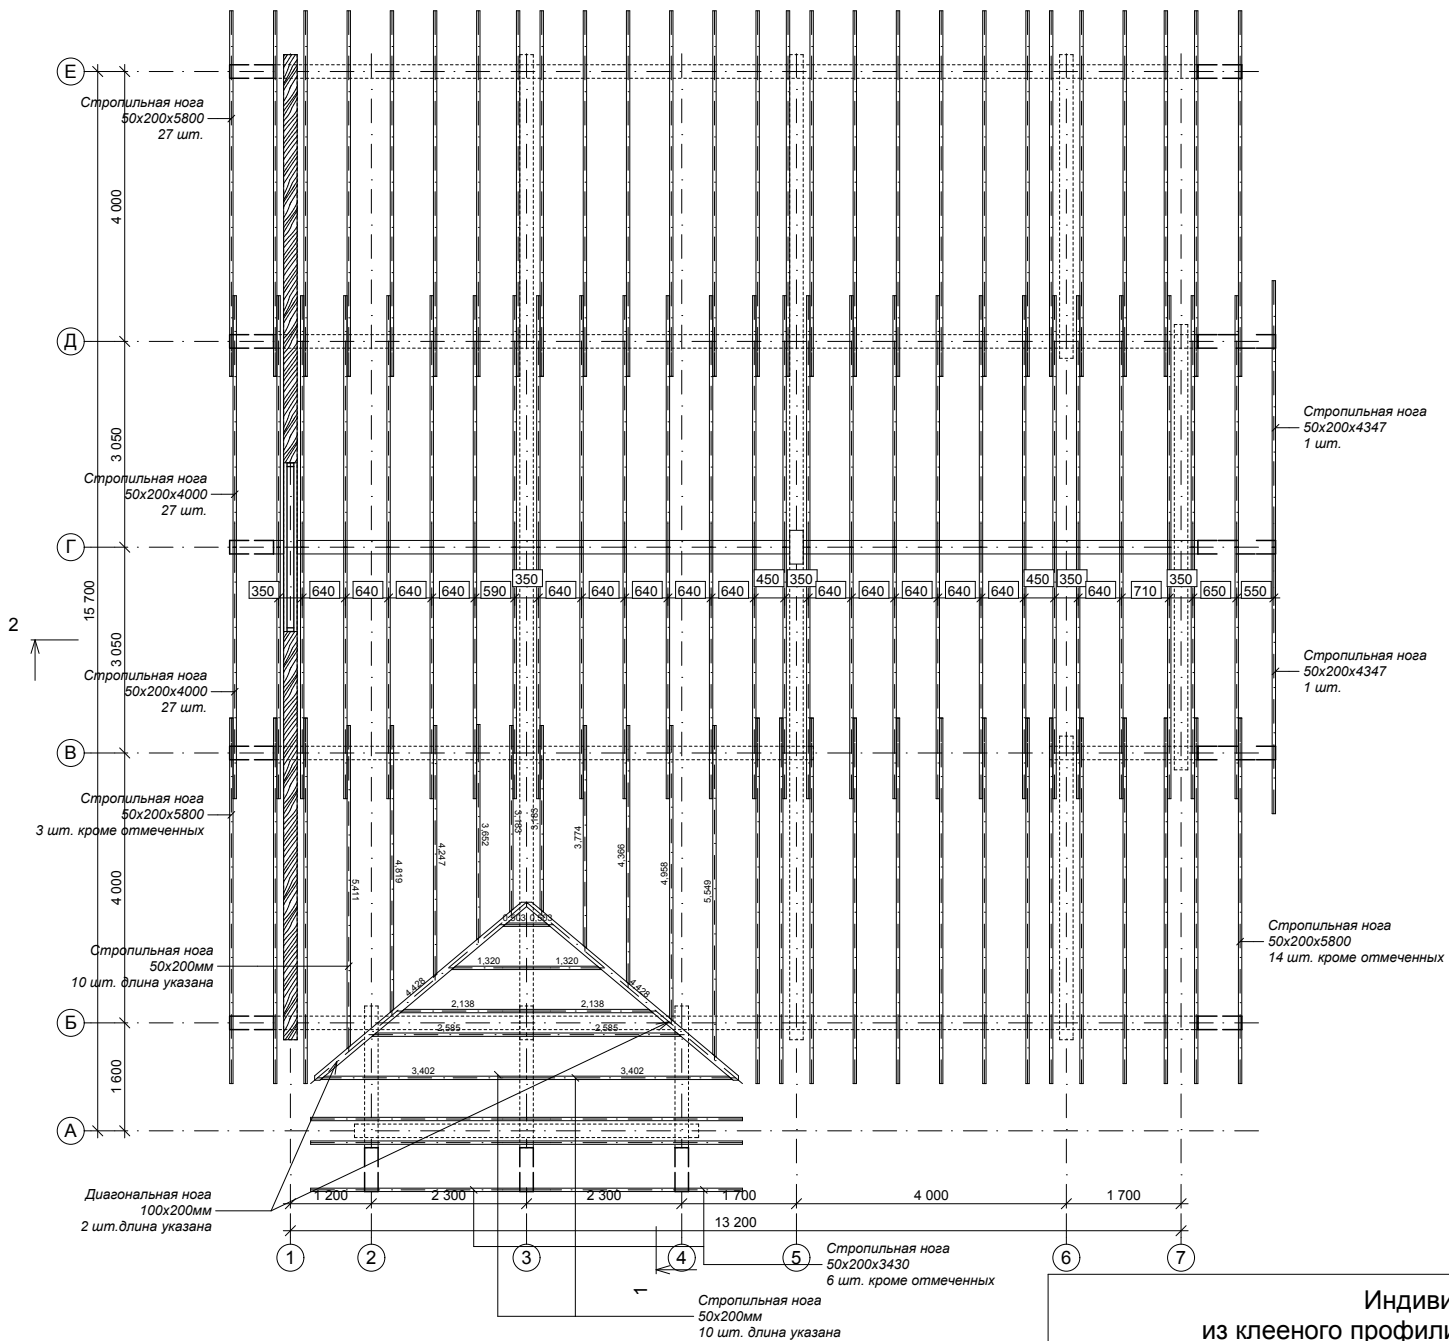 Е
Стропильная нога
50х200х5800
27 шт.
4 000
Д
Стропильная нога
50х200х4347
1 шт.
3 050
Стропильная нога
50х200х4000
27 шт.
Г
350 640 640 640 640 590 350 640 640 640 640 640 450 350 640 640 640 640 640 450 350 640 710 350 650 550
15 700
2
3 050
Стропильная нога
50х200х4347
1 шт.
Стропильная нога
50х200х4000
27 шт.
В
Стропильная нога
50х200х5800
3 шт. кроме отмеченных
5,411
4,819
4,247
3,652
3,183
3,183
3,774
4,366
4,958
5,549
4 000
0,503 0,503
Стропильная нога
50х200х5800
14 шт. кроме отмеченных
Стропильная нога
50х200мм
10 шт. длина указана
1,320 1,320
4,428 4,428
2,138 2,138
Б
2,585 2,585
3,402 3,402
1 600
А
Диагональная нога
100х200мм
2 шт.длина указана
1 200 2 300 2 300 1 700 4 000 1 700
13 200
1 2 3 4 5 6 7
Стропильная нога
50х200х3430
6 шт. кроме отмеченных
1
Стропильная нога
50х200мм
10 шт. длина указана
Индиви
из клееного профили